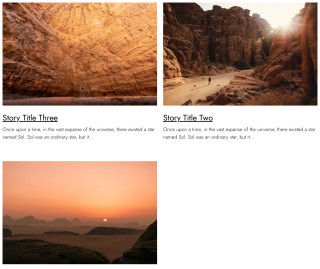 Story Title Three
Once upon a time, in the vast expanse of the universe, there existed a star
named Sol. Sol was an ordinary star, but it...
Story Title Two
Once upon a time, in the vast expanse of the universe, there existed a star
named Sol. Sol was an ordinary star, but it...